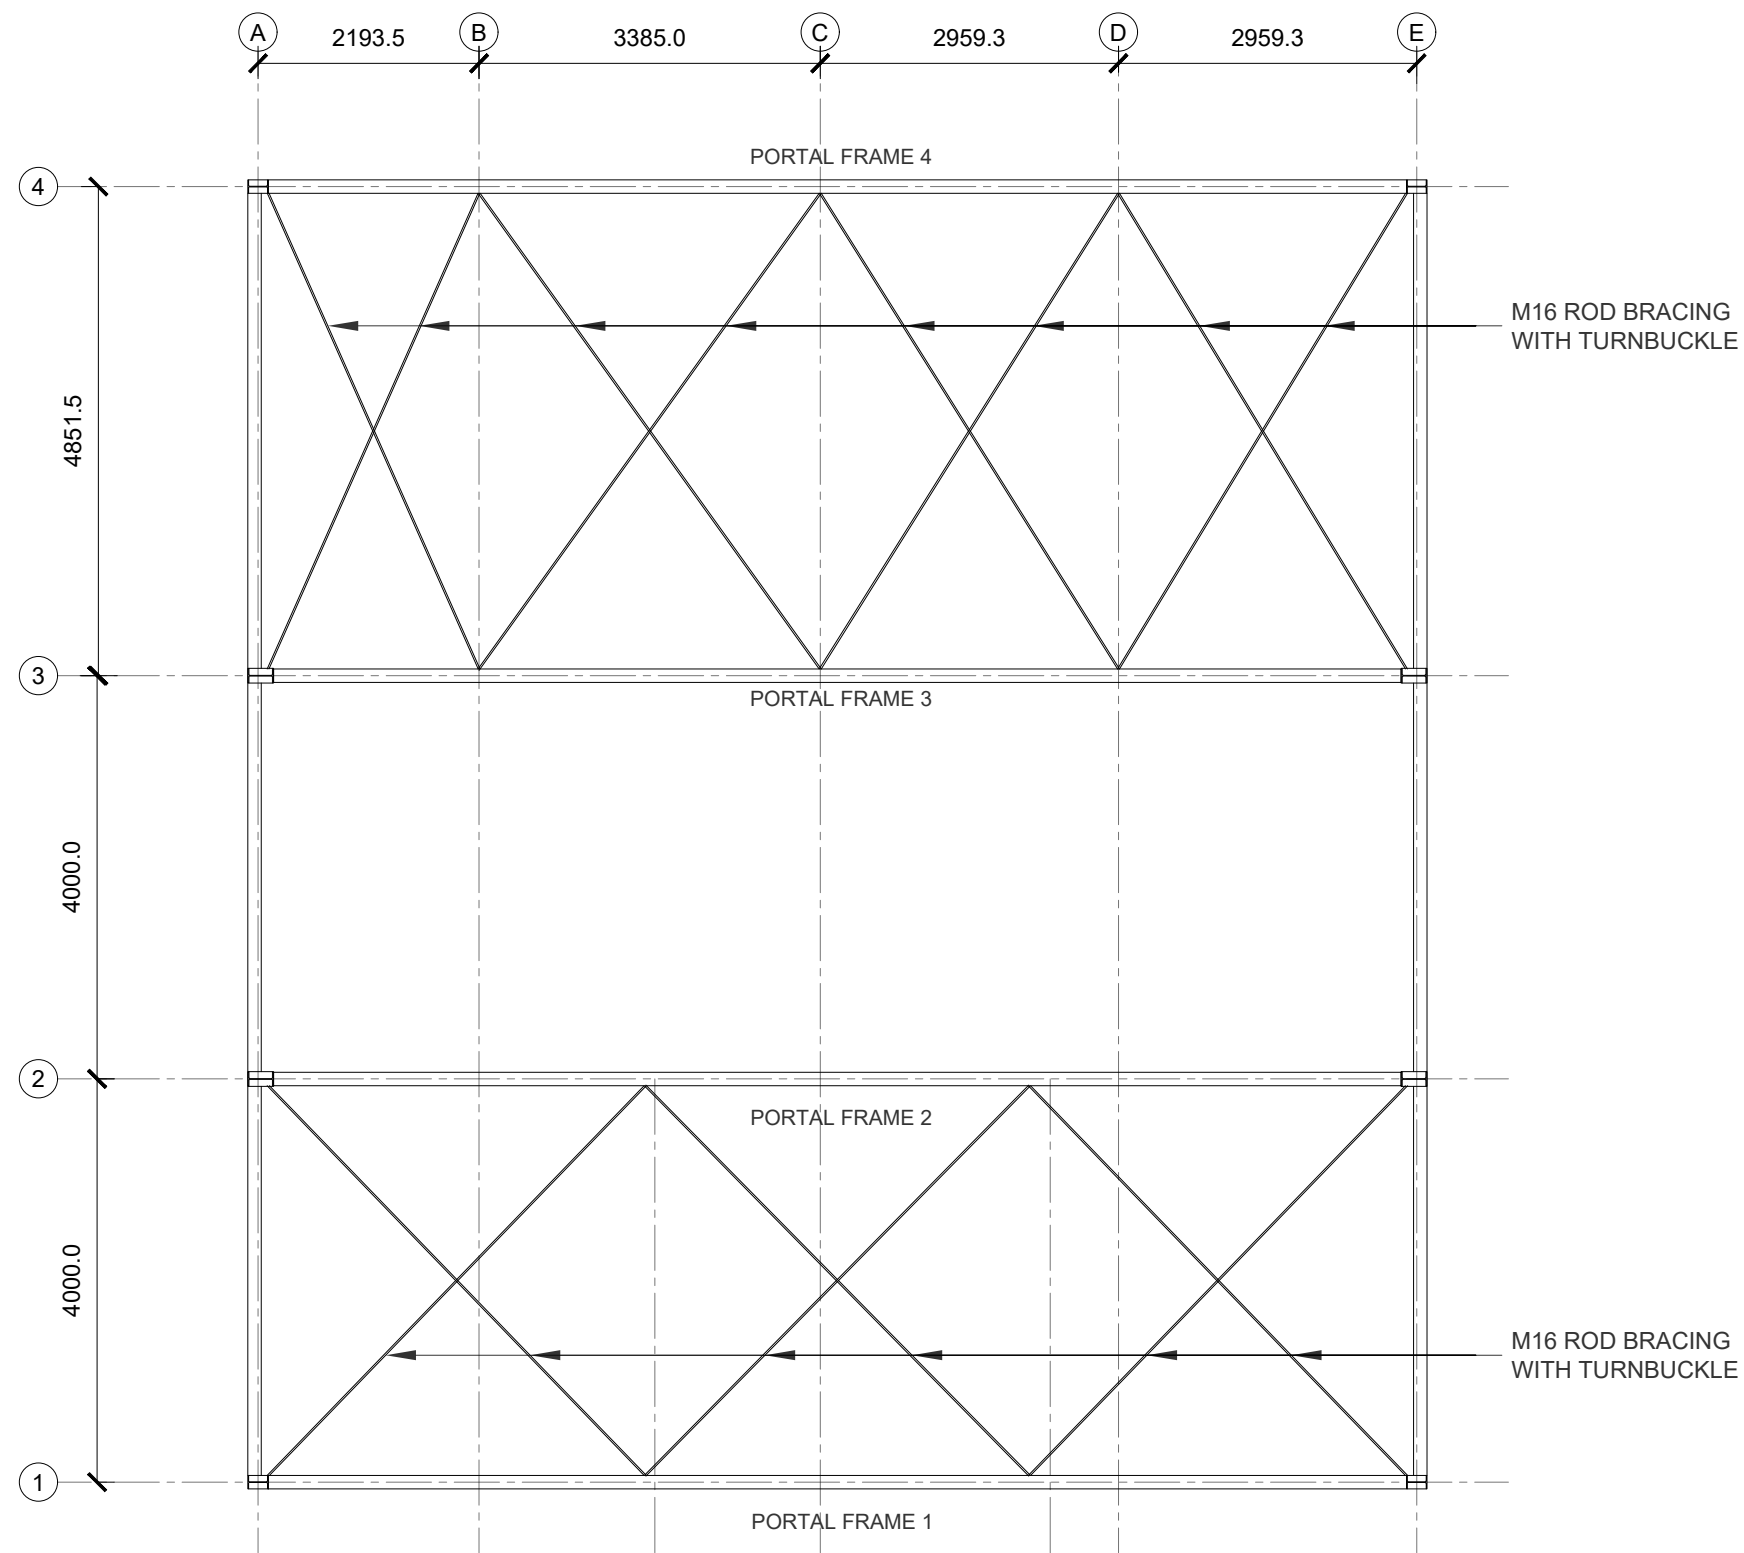 A
2193.5
B
3385.0
C
2959.3
D
2959.3
E
PORTAL FRAME 4
4
M16 ROD BRACING
WITH TURNBUCKLE
4851.5
3
PORTAL FRAME 3
4000.0
2
PORTAL FRAME 2
4000.0
M16 ROD BRACING
WITH TURNBUCKLE
1
PORTAL FRAME 1